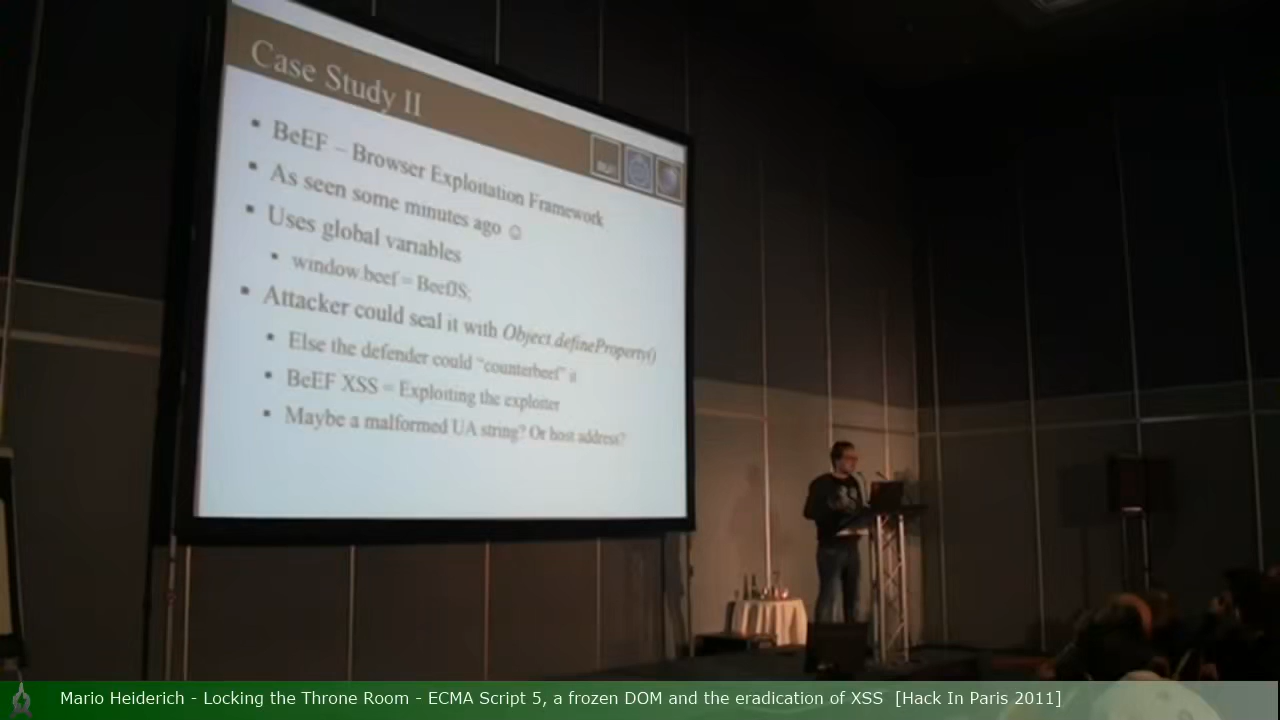 Case Study II
▪ BeEF – Browser Exploitation Framework
▪ As seen some minutes ago ☺
▪ Uses global variables
▪ window.beef = BeefJS;
▪ Attacker could seal it with Object.defineProperty()
▪ Else the defender could “counterbeef” it
▪ BeEF XSS = Exploiting the exploiter
▪ Maybe a malformed UA string? Or host address?
Mario Heiderich - Locking the Throne Room - ECMA Script 5, a frozen DOM and the eradication of XSS [Hack In Paris 2011]